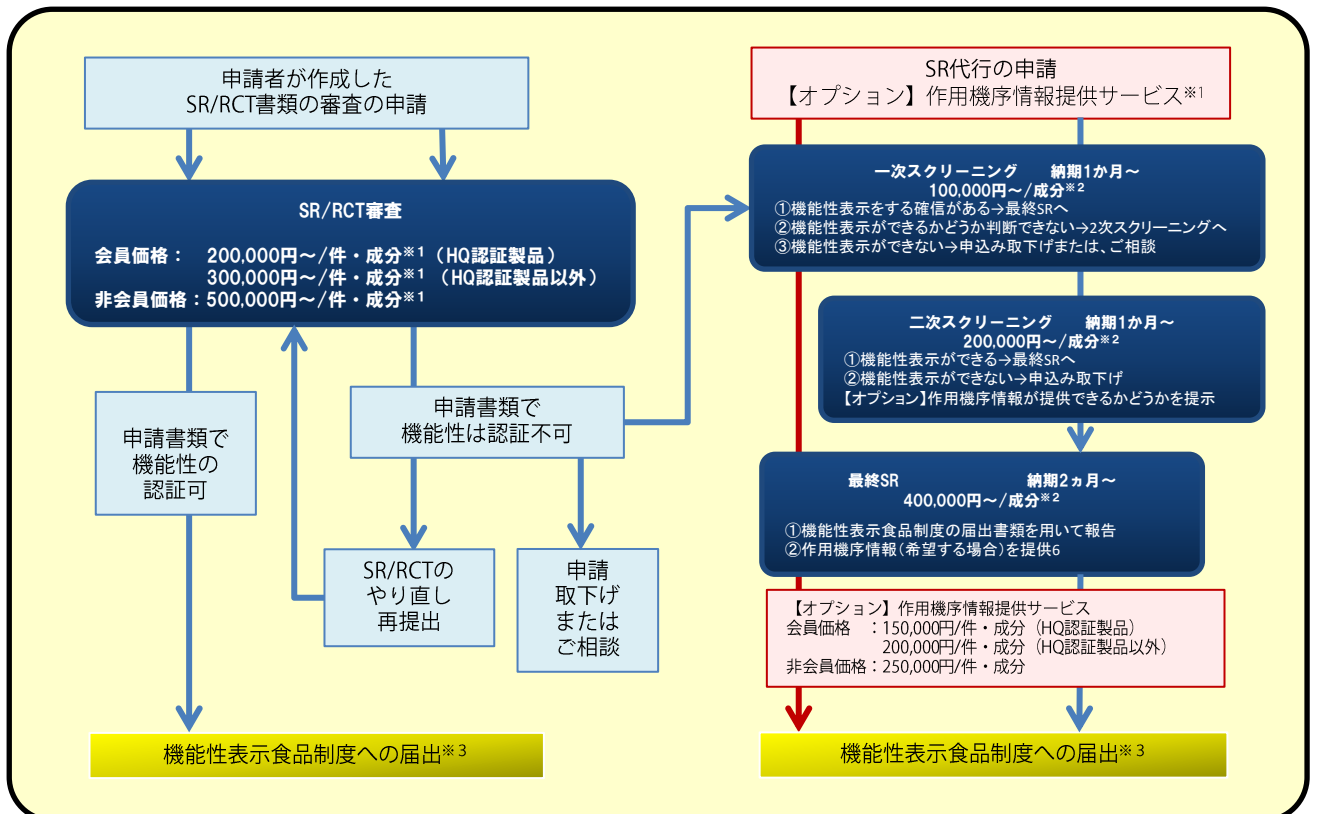 申請者が作成した
SR/RCT書類の審査の申請
SR/RCT審査
会員価格： 200,000円～/件・成分※1（HQ認証製品）
300,000円～/件・成分※1（HQ認証製品以外）
非会員価格：500,000円～/件・成分※1
申請書類で
機能性の
認証可
申請書類で
機能性は認証不可
SR/RCTの
やり直し
再提出
申請
取下げ
または
ご相談
機能性表示食品制度への届出※3
SR代行の申請
【オプション】作用機序情報提供サービス※1
一次スクリーニング 納期1か月～
100,000円～/成分※2
①機能性表示をする確信がある→最終SRへ
②機能性表示ができるかどうか判断できない→2次スクリーニングへ
③機能性表示ができない→申込み取下げまたは、ご相談
二次スクリーニング 納期1か月～
200,000円～/成分※2
①機能性表示ができる→最終SRへ
②機能性表示ができない→申込み取下げ
【オプション】作用機序情報が提供できるかどうかを提示
最終SR 納期2ヵ月～
400,000円～/成分※2
①機能性表示食品制度の届出書類を用いて報告
②作用機序情報（希望する場合）を提供6
【オプション】作用機序情報提供サービス
会員価格 ：150,000円/件・成分（HQ認証製品）
200,000円/件・成分（HQ認証製品以外）
非会員価格：250,000円/件・成分
機能性表示食品制度への届出※3